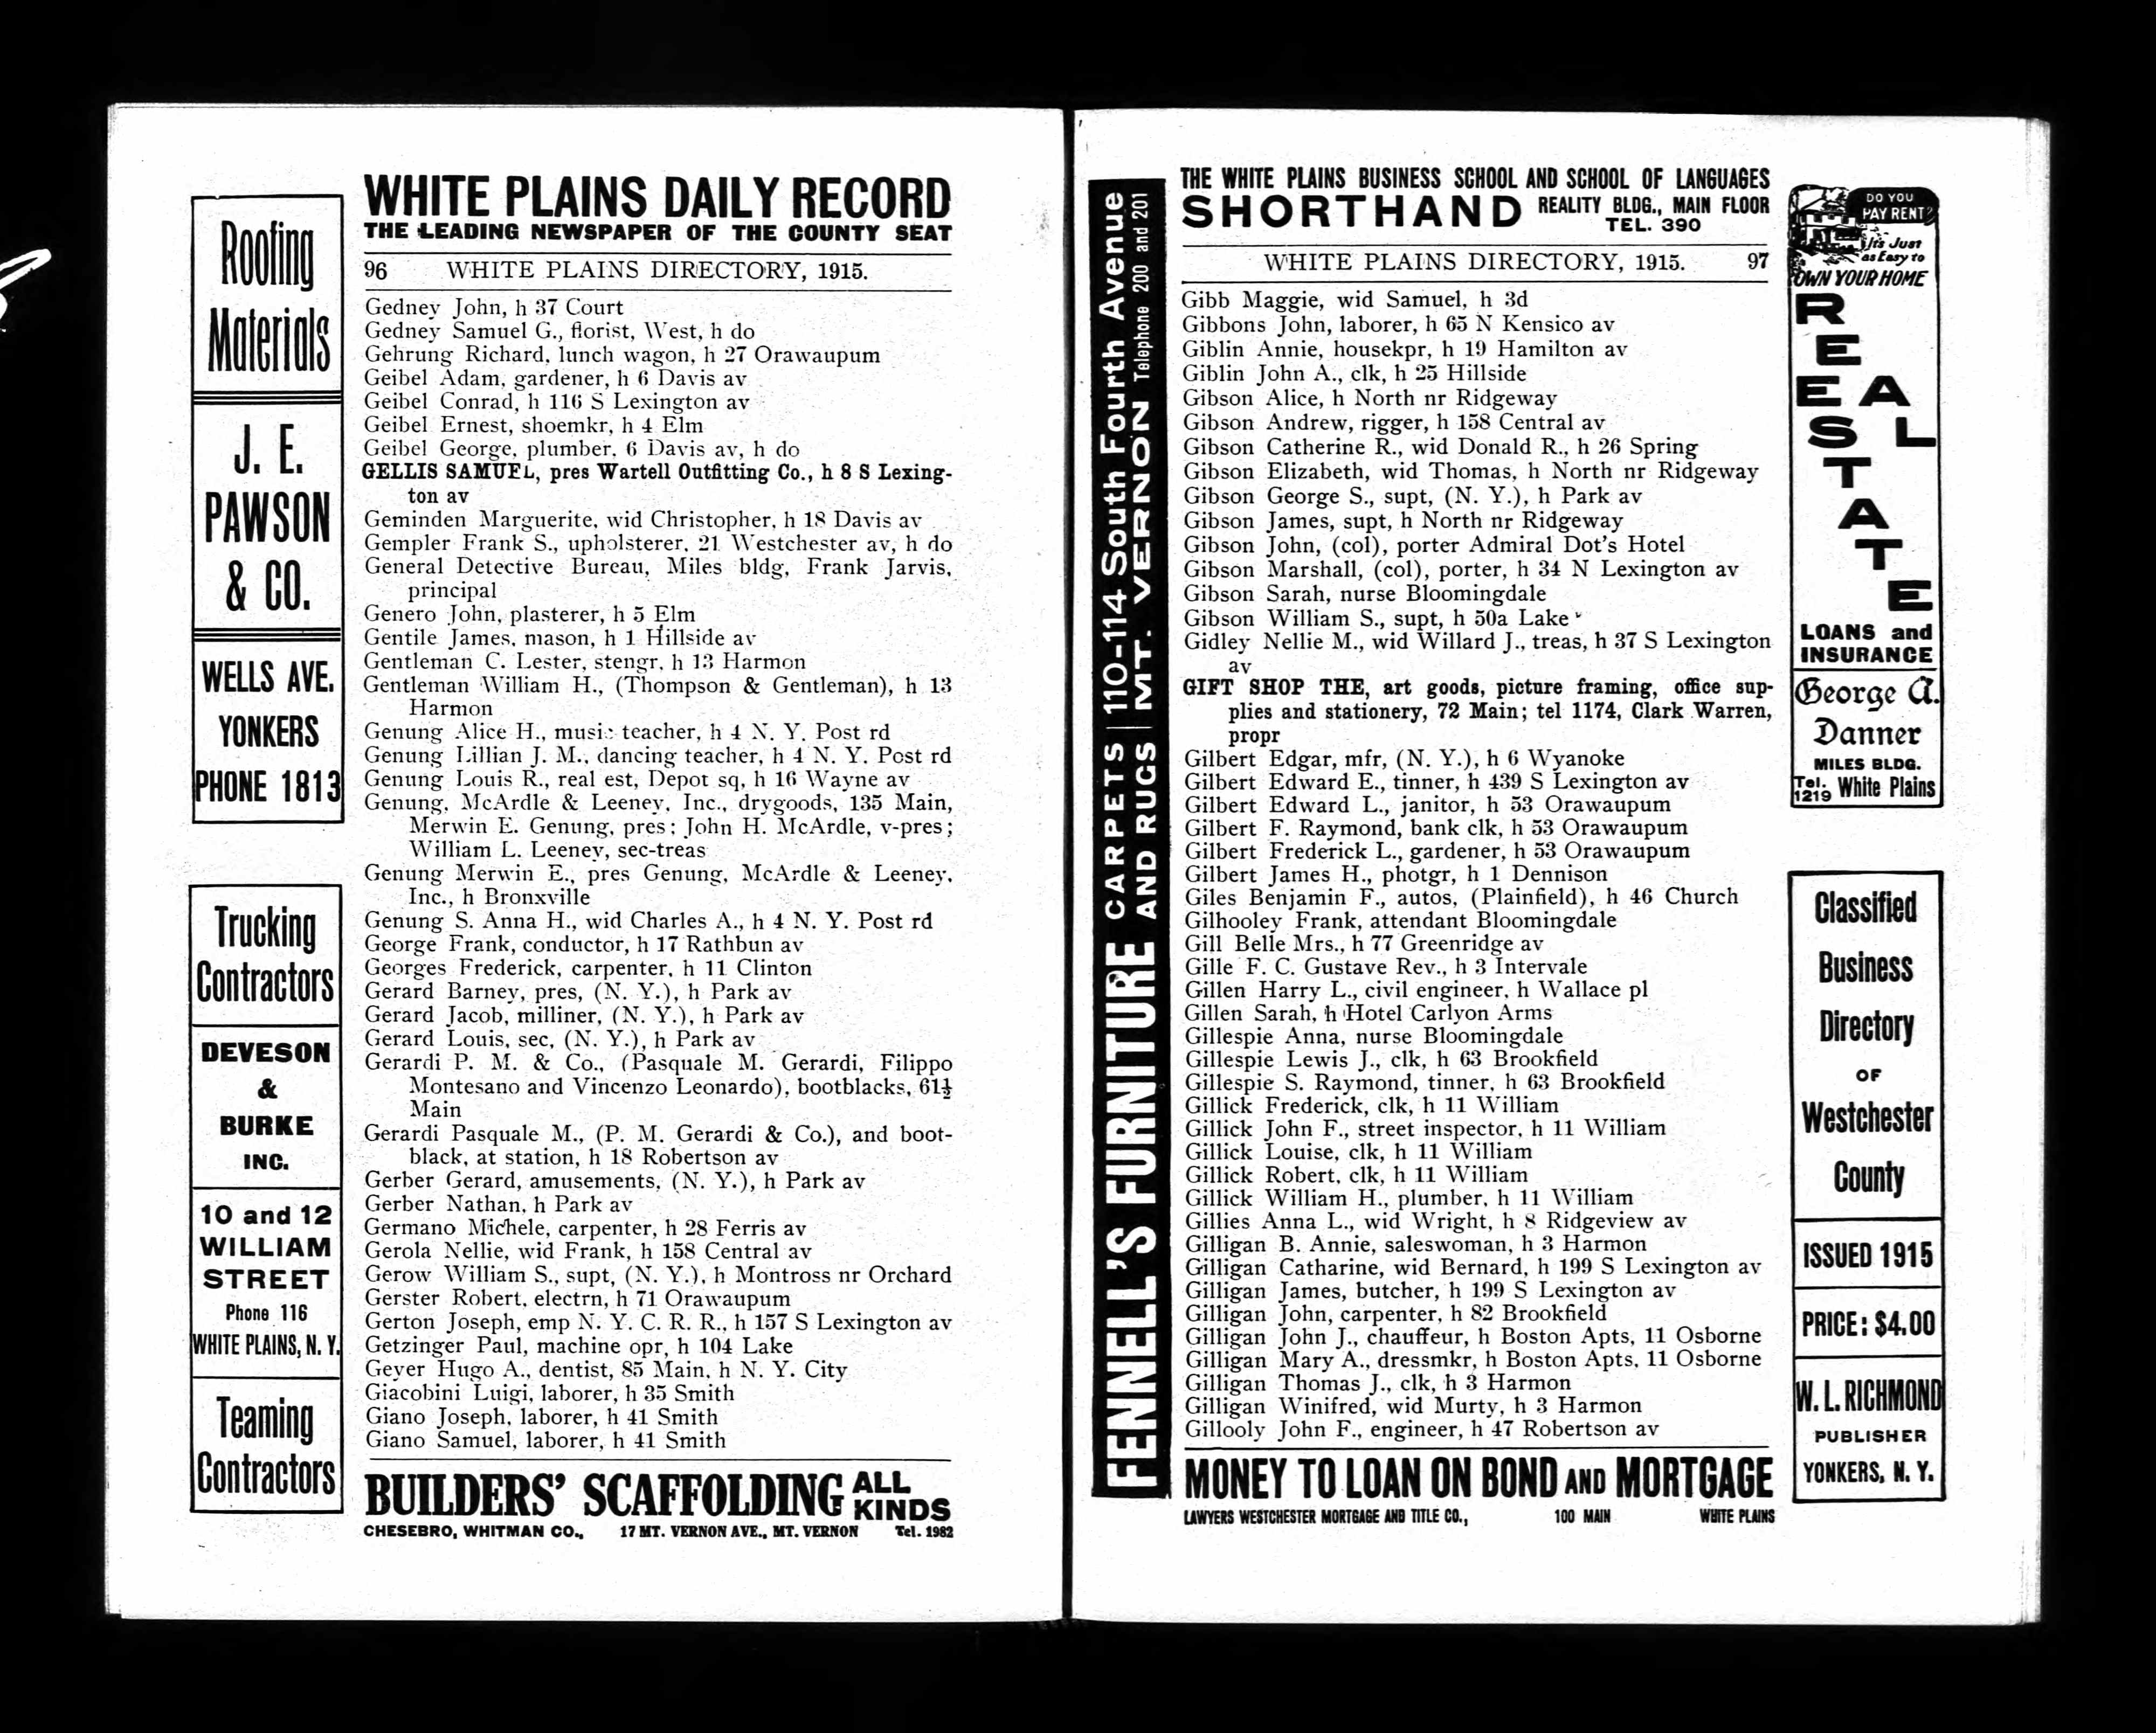 Roofing
Materials
J. E.
PAWSON
& CO.
WELLS AVE.
YONKERS
PHONE 1813
Trucking
Contractors
DEVESON
&
BURKE
INC.
10 and 12
WILLIAM
STREET
Phone 116
WHITE PLAINS, N. Y.
Teaming
Contractors
WHITE PLAINS DAILY RECORD
THE LEADING NEWSPAPER OF THE COUNTY SEAT
96 WHITE PLAINS DIRECTORY, 1915.
Gedney John, h 37 Court
Gedney Samuel G., florist, West, h do
Gehrung Richard, lunch wagon, h 27 Orawaupum
Geibel Adam, gardener, h 6 Davis av
Geibel Conrad, h 116 S Lexington av
Geibel Ernest, shoemkr, h 4 Elm
Geibel George, plumber, 6 Davis av, h do
GELLIS SAMUEL, pres Wartell Outfitting Co., h 8 S Lexing-
ton av
Geminden Marguerite, wid Christopher, h 18 Davis av
Gempler Frank S., upholsterer, 21 Westchester av, h do
General Detective Bureau, Miles bldg, Frank Jarvis,
principal
Genero John, plasterer, h 5 Elm
Gentile James, mason, h 1 Hillside av
Gentleman C. Lester, stengr, h 13 Harmon
Gentleman William H., (Thompson & Gentleman), h 13
Harmon
Genung Alice H., music teacher, h 4 N. Y. Post rd
Genung Lillian J. M., dancing teacher, h 4 N. Y. Post rd
Genung Louis R., real est, Depot sq, h 16 Wayne av
Genung, McArdle & Leeney, Inc., drygoods, 135 Main,
Merwin E. Genung, pres; John H. McArdle, v-pres;
William L. Leeney, sec-treas
Genung Merwin E., pres Genung, McArdle & Leeney,
Inc., h Bronxville
Genung S. Anna H., wid Charles A., h 4 N. Y. Post rd
George Frank, conductor, h 17 Rathbun av
Georges Frederick, carpenter, h 11 Clinton
Gerard Barney, pres, (N. Y.), h Park av
Gerard Jacob, milliner, (N. Y.), h Park av
Gerard Louis, sec, (N. Y.), h Park av
Gerardi P. M. & Co., (Pasquale M. Gerardi, Filippo
Montesano and Vincenzo Leonardo), bootblacks, 61½
Main
Gerardi Pasquale M., (P. M. Gerardi & Co.), and boot-
black, at station, h 18 Robertson av
Gerber Gerard, amusements, (N. Y.), h Park av
Gerber Nathan, h Park av
Germano Michele, carpenter, h 28 Ferris av
Gerola Nellie, wid Frank, h 158 Central av
Gerow William S., supt, (N. Y.), h Montross nr Orchard
Gerster Robert, electrn, h 71 Orawaupum
Gerton Joseph, emp N. Y. C. R. R., h 157 S Lexington av
Getzinger Paul, machine opr, h 104 Lake
Geyer Hugo A., dentist, 85 Main, h N. Y. City
Giacobini Luigi, laborer, h 35 Smith
Giano Joseph, laborer, h 41 Smith
Giano Samuel, laborer, h 41 Smith
BUILDERS' SCAFFOLDING ALL KINDS
CHESEBRO, WHITMAN CO., 17 MT. VERNON AVE., MT. VERNON Tel. 1982
FENNELL'S FURNITURE CARPETS AND RUGS 110-114 South Fourth Avenue MT. VERNON Telephone 200 and 201
THE WHITE PLAINS BUSINESS SCHOOL AND SCHOOL OF LANGUAGES
SHORTHAND REALITY BLDG., MAIN FLOOR
TEL. 390
WHITE PLAINS DIRECTORY, 1915. 97
Gibb Maggie, wid Samuel, h 3d
Gibbons John, laborer, h 65 N Kensico av
Giblin Annie, housekpr, h 19 Hamilton av
Giblin John A., clk, h 25 Hillside
Gibson Alice, h North nr Ridgeway
Gibson Andrew, rigger, h 158 Central av
Gibson Catherine R., wid Donald R., h 26 Spring
Gibson Elizabeth, wid Thomas, h North nr Ridgeway
Gibson George S., supt, (N. Y.), h Park av
Gibson James, supt, h North nr Ridgeway
Gibson John, (col), porter Admiral Dot's Hotel
Gibson Marshall, (col), porter, h 34 N Lexington av
Gibson Sarah, nurse Bloomingdale
Gibson William S., supt, h 50a Lake
Gidley Nellie M., wid Willard J., treas, h 37 S Lexington
av
GIFT SHOP THE, art goods, picture framing, office sup-
plies and stationery, 72 Main; tel 1174, Clark Warren,
propr
Gilbert Edgar, mfr, (N. Y.), h 6 Wyanoke
Gilbert Edward E., tinner, h 439 S Lexington av
Gilbert Edward L., janitor, h 53 Orawaupum
Gilbert F. Raymond, bank clk, h 53 Orawaupum
Gilbert Frederick L., gardener, h 53 Orawaupum
Gilbert James H., photgr, h 1 Dennison
Giles Benjamin F., autos, (Plainfield), h 46 Church
Gilhooley Frank, attendant Bloomingdale
Gill Belle Mrs., h 77 Greenridge av
Gille F. C. Gustave Rev., h 3 Intervale
Gillen Harry L., civil engineer, h Wallace pl
Gillen Sarah, h Hotel Carlyon Arms
Gillespie Anna, nurse Bloomingdale
Gillespie Lewis J., clk, h 63 Brookfield
Gillespie S. Raymond, tinner, h 63 Brookfield
Gillick Frederick, clk, h 11 William
Gillick John F., street inspector, h 11 William
Gillick Louise, clk, h 11 William
Gillick Robert, clk, h 11 William
Gillick William H., plumber, h 11 William
Gillies Anna L., wid Wright, h 8 Ridgeview av
Gilligan B. Annie, saleswoman, h 3 Harmon
Gilligan Catharine, wid Bernard, h 199 S Lexington av
Gilligan James, butcher, h 199 S Lexington av
Gilligan John, carpenter, h 82 Brookfield
Gilligan John J., chauffeur, h Boston Apts, 11 Osborne
Gilligan Mary A., dressmkr, h Boston Apts, 11 Osborne
Gilligan Thomas J., clk, h 3 Harmon
Gilligan Winifred, wid Murty, h 3 Harmon
Gillooly John F., engineer, h 47 Robertson av
MONEY TO LOAN ON BOND AND MORTGAGE
LAWYERS WESTCHESTER MORTGAGE AND TITLE CO., 100 MAIN WHITE PLAINS
DO YOU
PAY RENT?
It's Just
as Easy to
OWN YOUR HOME
REAL
ESTATE
LOANS and
INSURANCE
George A.
Danner
MILES BLDG.
Tel. 1219 White Plains
Classified
Business
Directory
OF
Westchester
County
ISSUED 1915
PRICE: $4.00
W. L. RICHMOND
PUBLISHER
YONKERS, N. Y.